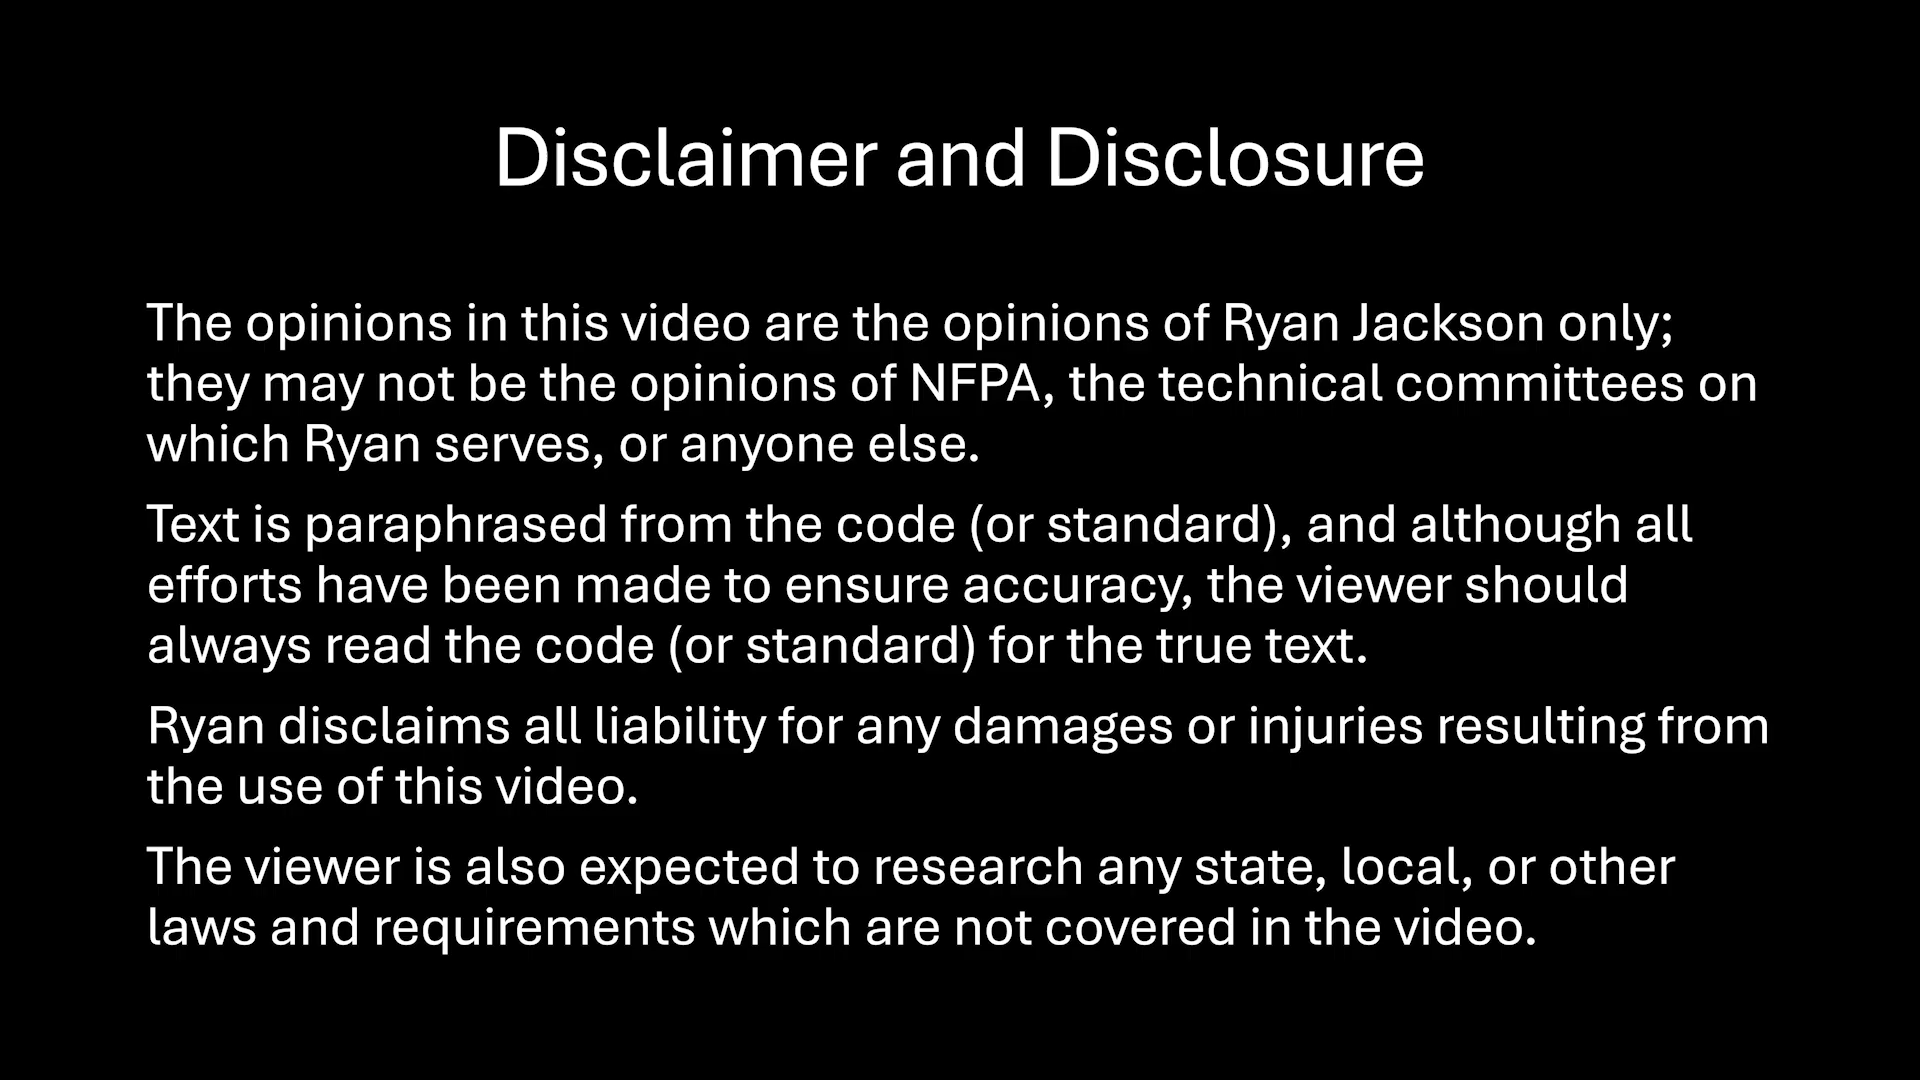 Disclaimer and Disclosure
The opinions in this video are the opinions of Ryan Jackson only;
they may not be the opinions of NFPA, the technical committees on
which Ryan serves, or anyone else.
Text is paraphrased from the code (or standard), and although all
efforts have been made to ensure accuracy, the viewer should
always read the code (or standard) for the true text.
Ryan disclaims all liability for any damages or injuries resulting from
the use of this video.
The viewer is also expected to research any state, local, or other
laws and requirements which are not covered in the video.